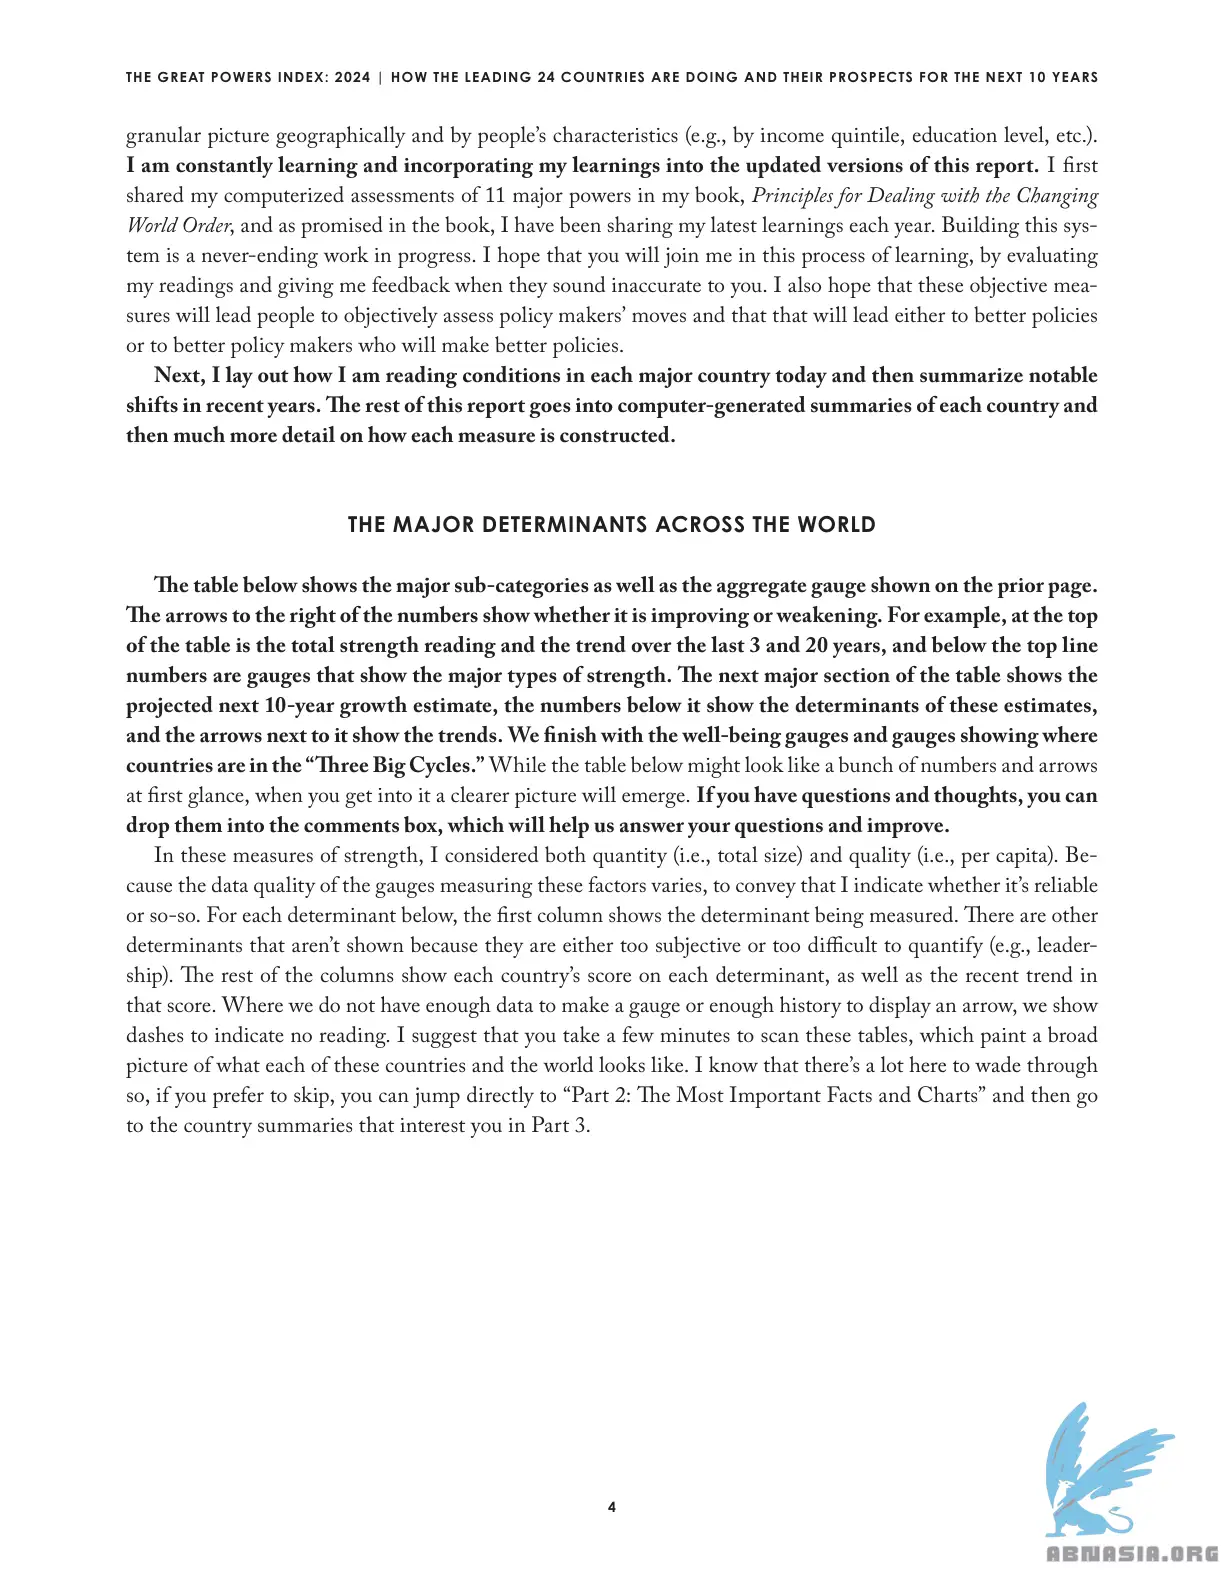 THE GREAT POWERS INDEX: 2024 | HOW THE LEADING 24 COUNTRIES ARE DOING AND THEIR PROSPECTS FOR THE NEXT 10 YEARS
granular picture geographically and by people’s characteristics (e.g., by income quintile, education level, etc.).
I am constantly learning and incorporating my learnings into the updated versions of this report. I first
shared my computerized assessments of 11 major powers in my book, Principles for Dealing with the Changing
World Order, and as promised in the book, I have been sharing my latest learnings each year. Building this sys-
tem is a never-ending work in progress. I hope that you will join me in this process of learning, by evaluating
my readings and giving me feedback when they sound inaccurate to you. I also hope that these objective mea-
sures will lead people to objectively assess policy makers’ moves and that that will lead either to better policies
or to better policy makers who will make better policies.
Next, I lay out how I am reading conditions in each major country today and then summarize notable
shifts in recent years. The rest of this report goes into computer-generated summaries of each country and
then much more detail on how each measure is constructed.
THE MAJOR DETERMINANTS ACROSS THE WORLD
The table below shows the major sub-categories as well as the aggregate gauge shown on the prior page.
The arrows to the right of the numbers show whether it is improving or weakening. For example, at the top
of the table is the total strength reading and the trend over the last 3 and 20 years, and below the top line
numbers are gauges that show the major types of strength. The next major section of the table shows the
projected next 10-year growth estimate, the numbers below it show the determinants of these estimates,
and the arrows next to it show the trends. We finish with the well-being gauges and gauges showing where
countries are in the “Three Big Cycles.” While the table below might look like a bunch of numbers and arrows
at first glance, when you get into it a clearer picture will emerge. If you have questions and thoughts, you can
drop them into the comments box, which will help us answer your questions and improve.
In these measures of strength, I considered both quantity (i.e., total size) and quality (i.e., per capita). Be-
cause the data quality of the gauges measuring these factors varies, to convey that I indicate whether it’s reliable
or so-so. For each determinant below, the first column shows the determinant being measured. There are other
determinants that aren’t shown because they are either too subjective or too difficult to quantify (e.g., leader-
ship). The rest of the columns show each country’s score on each determinant, as well as the recent trend in
that score. Where we do not have enough data to make a gauge or enough history to display an arrow, we show
dashes to indicate no reading. I suggest that you take a few minutes to scan these tables, which paint a broad
picture of what each of these countries and the world looks like. I know that there’s a lot here to wade through
so, if you prefer to skip, you can jump directly to “Part 2: The Most Important Facts and Charts” and then go
to the country summaries that interest you in Part 3.
4
ABNASIA.ORG